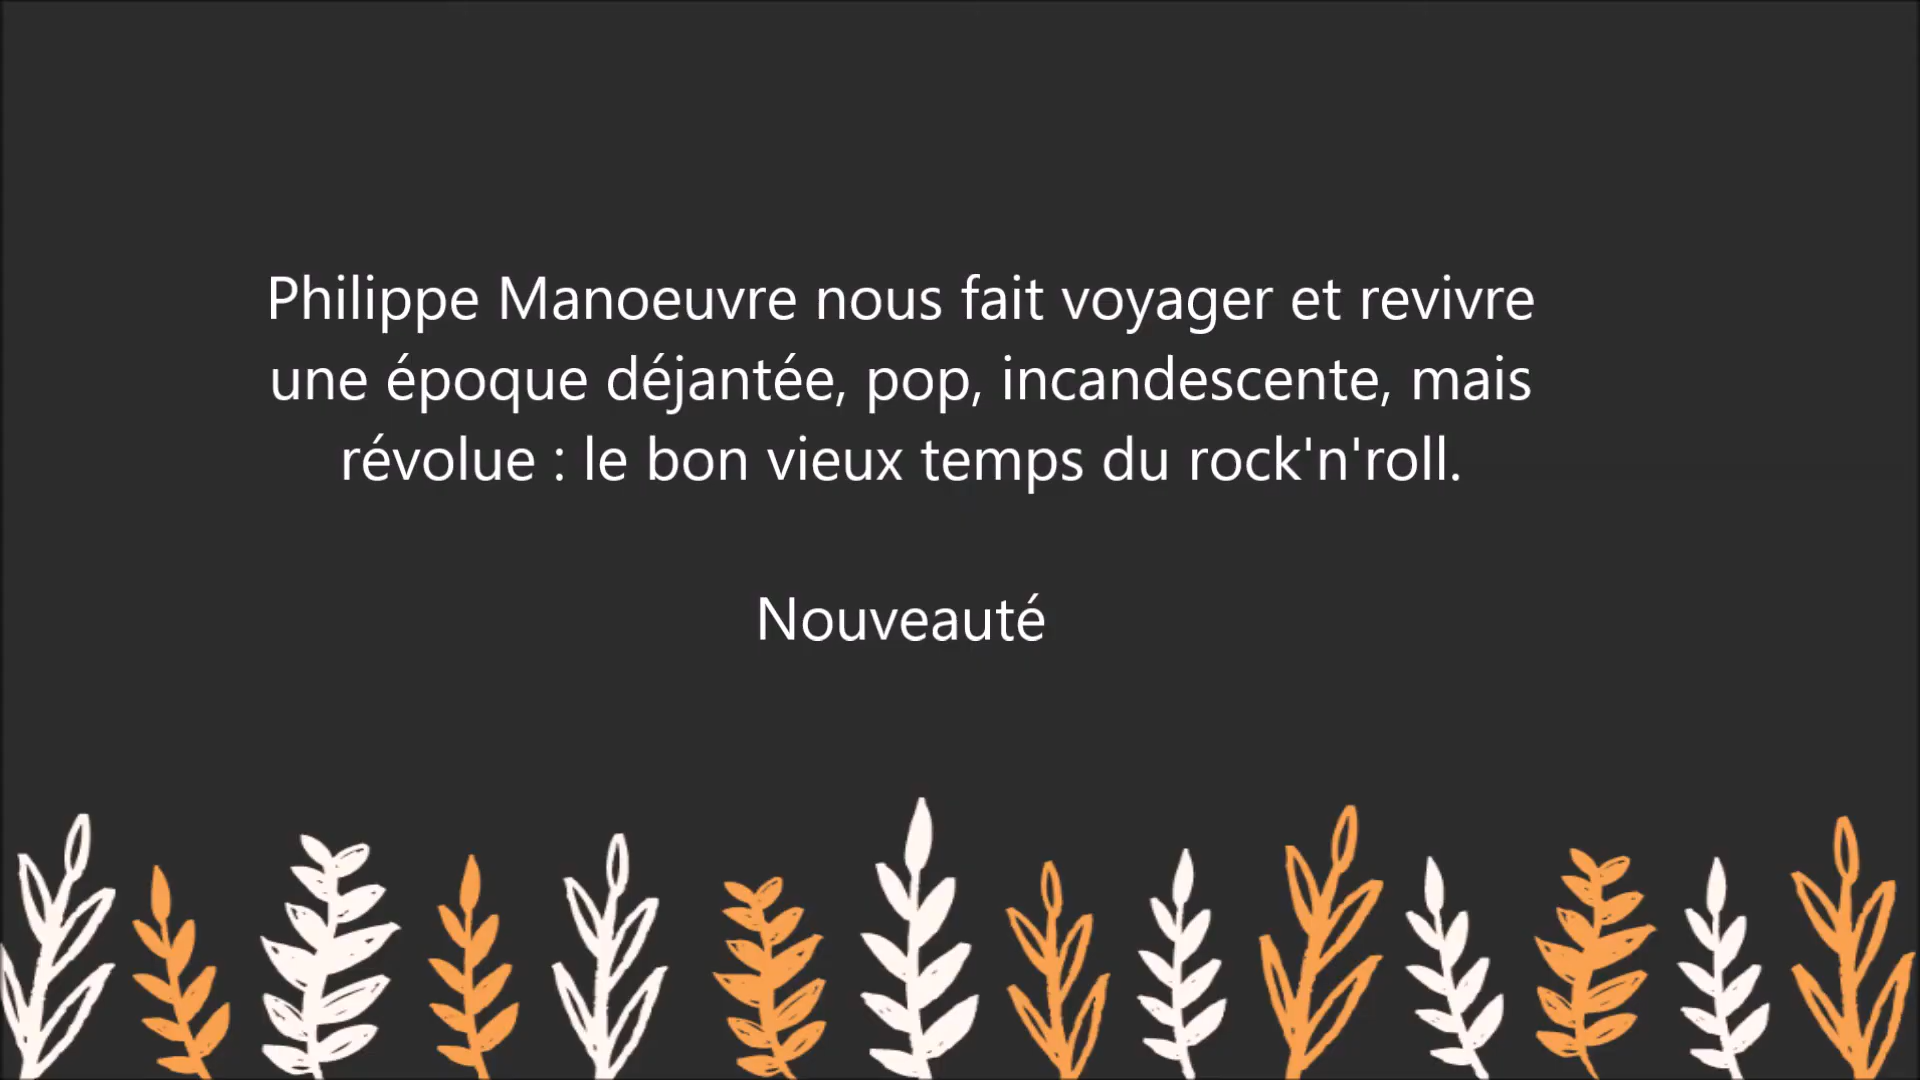 Philippe Manoeuvre nous fait voyager et revivre
une époque déjantée, pop, incandescente, mais
révolue : le bon vieux temps du rock'n'roll.
Nouveauté